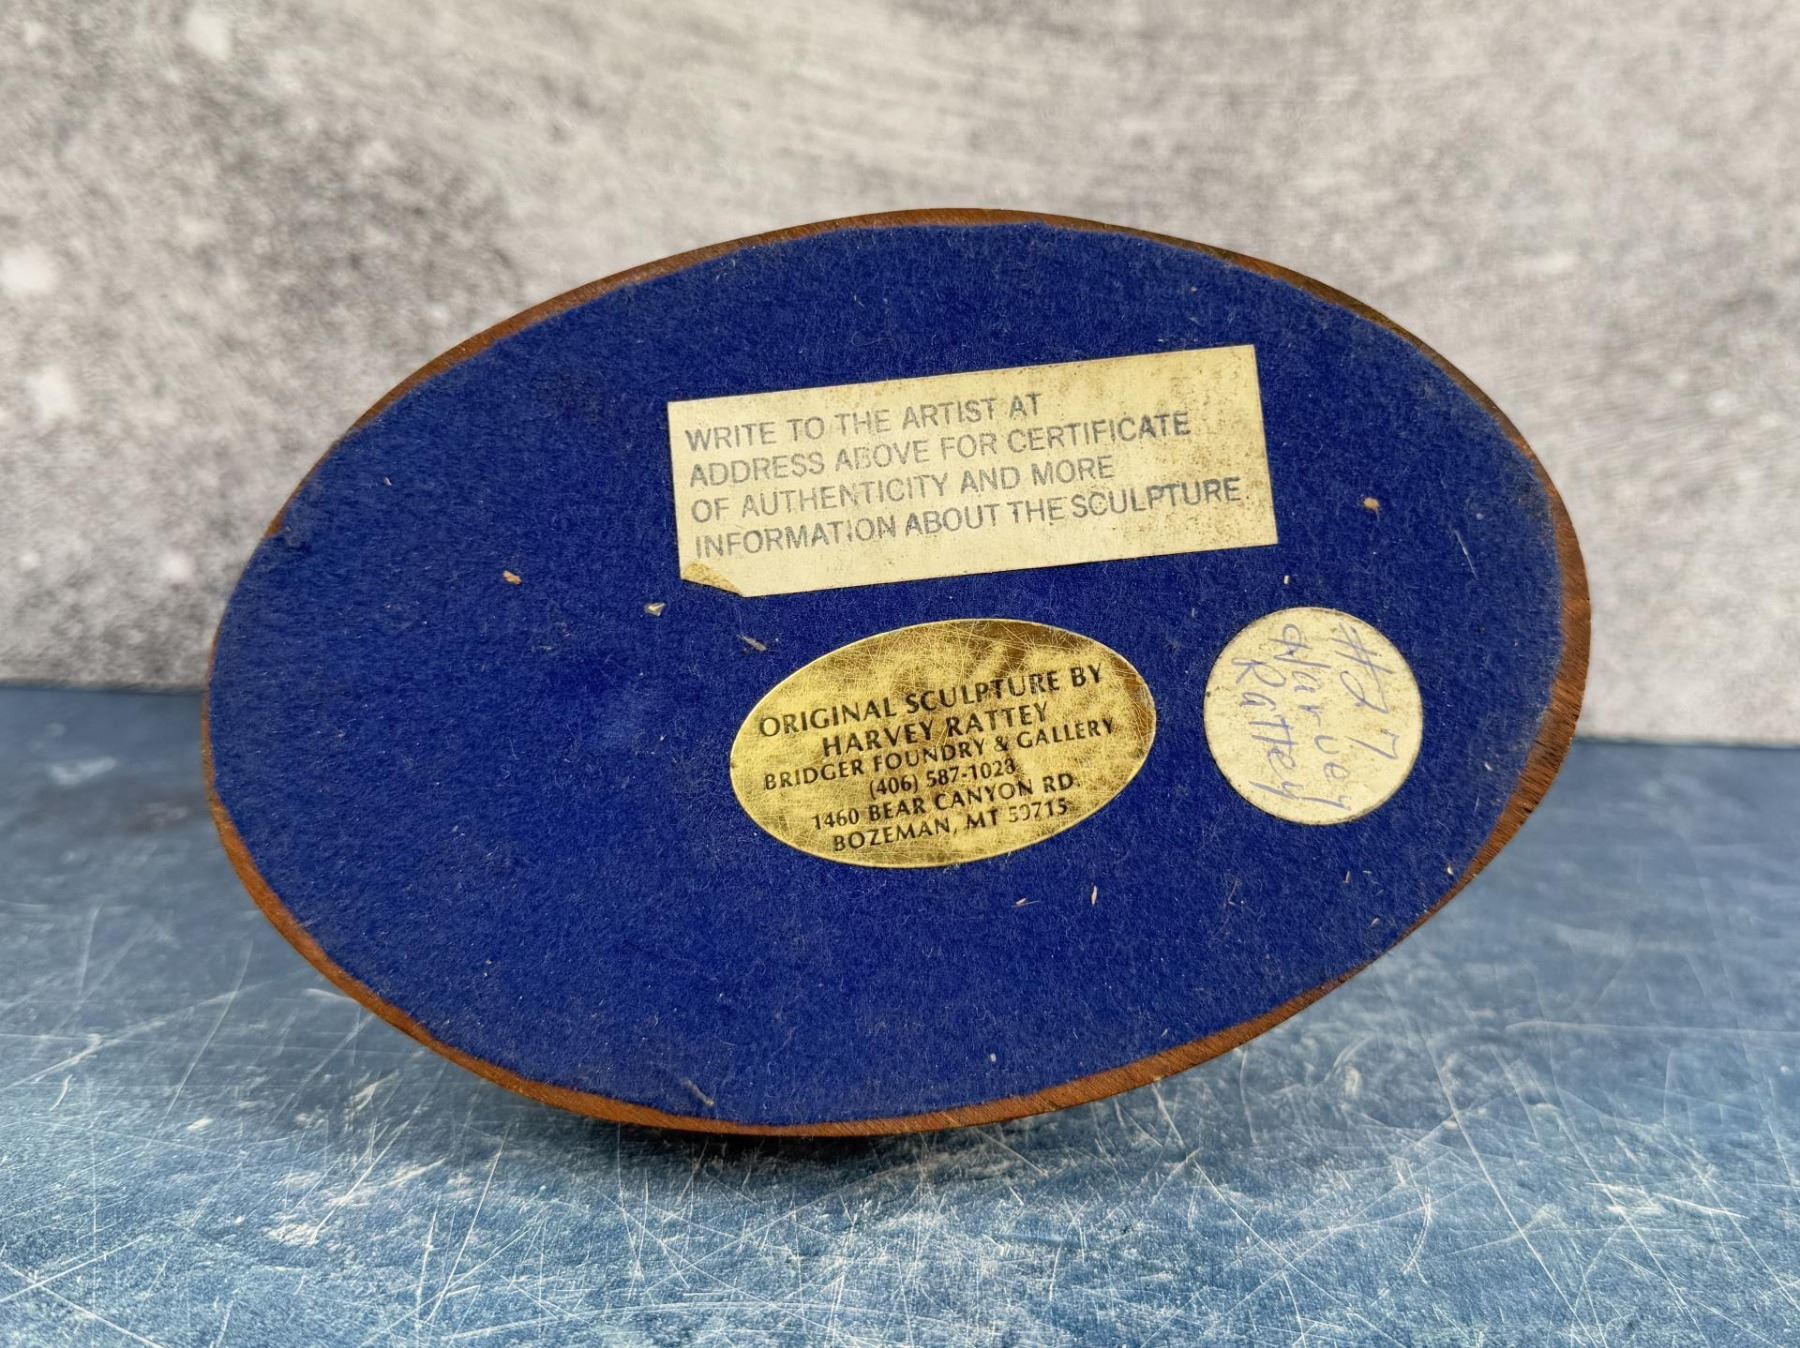 WRITE TO THE ARTIST AT
ADDRESS ABOVE FOR CERTIFICATE
OF AUTHENTICITY AND MORE
INFORMATION ABOUT THE SCULPTURE.
ORIGINAL SCULPTURE BY
HARVEY RATTEY
BRIDGER FOUNDRY & GALLERY
(406) 587-1028
1460 BEAR CANYON RD.
BOZEMAN, MT 59715
#27
Harvey
Rattey